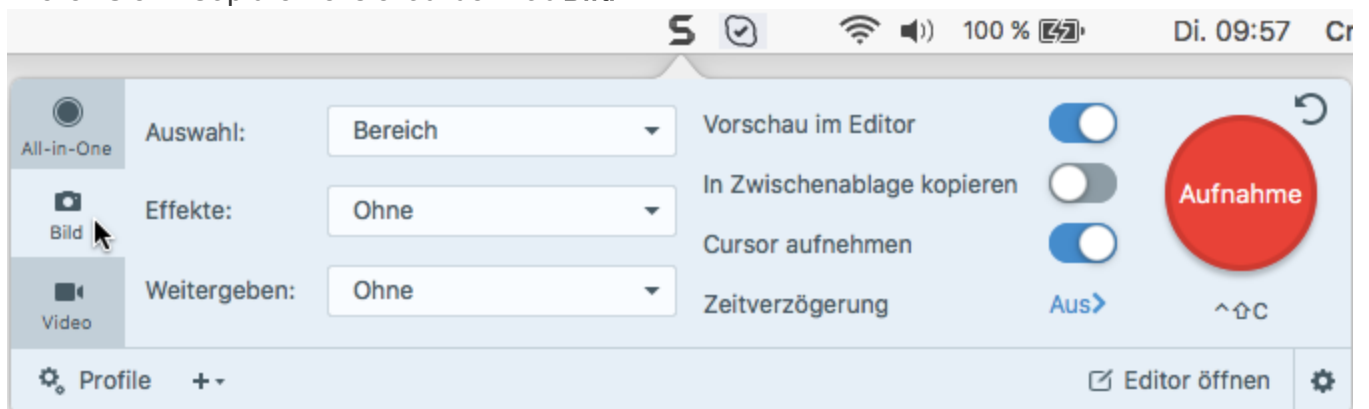 100 % Di. 09:57 Cr
All-in-One
Bild
Video
Auswahl: Bereich
Effekte: Ohne
Weitergeben: Ohne
Vorschau im Editor
In Zwischenablage kopieren
Cursor aufnehmen
Zeitverzögerung Aus>
Aufnahme
^⇧C
Profile +
Editor öffnen